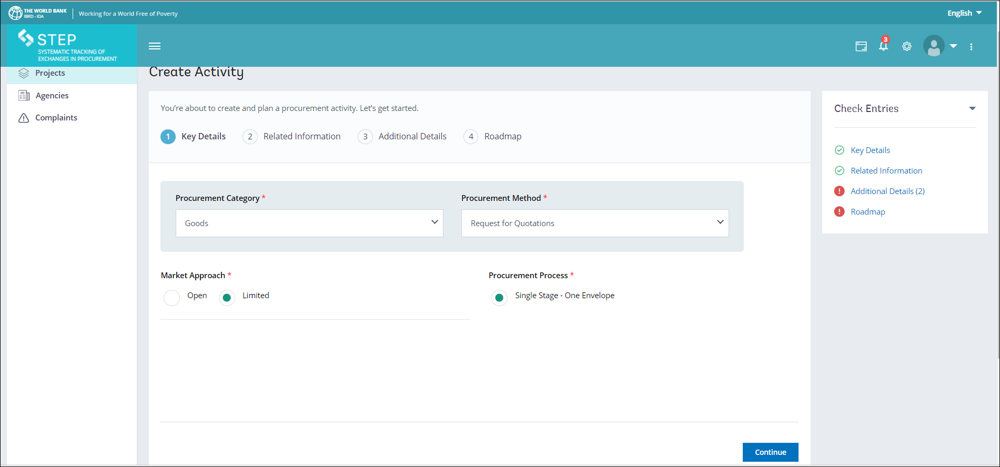 THE WORLD BANK
IBRD - IDA
Working for a World Free of Poverty
English
STEP
SYSTEMATIC TRACKING OF
EXCHANGES IN PROCUREMENT
3
Projects
Agencies
Complaints
Create Activity
You're about to create and plan a procurement activity. Let's get started.
1 Key Details 2 Related Information 3 Additional Details 4 Roadmap
Procurement Category * Procurement Method *
Goods Request for Quotations
Market Approach * Procurement Process *
Open Limited Single Stage - One Envelope
Continue
Check Entries
Key Details
Related Information
! Additional Details (2)
! Roadmap